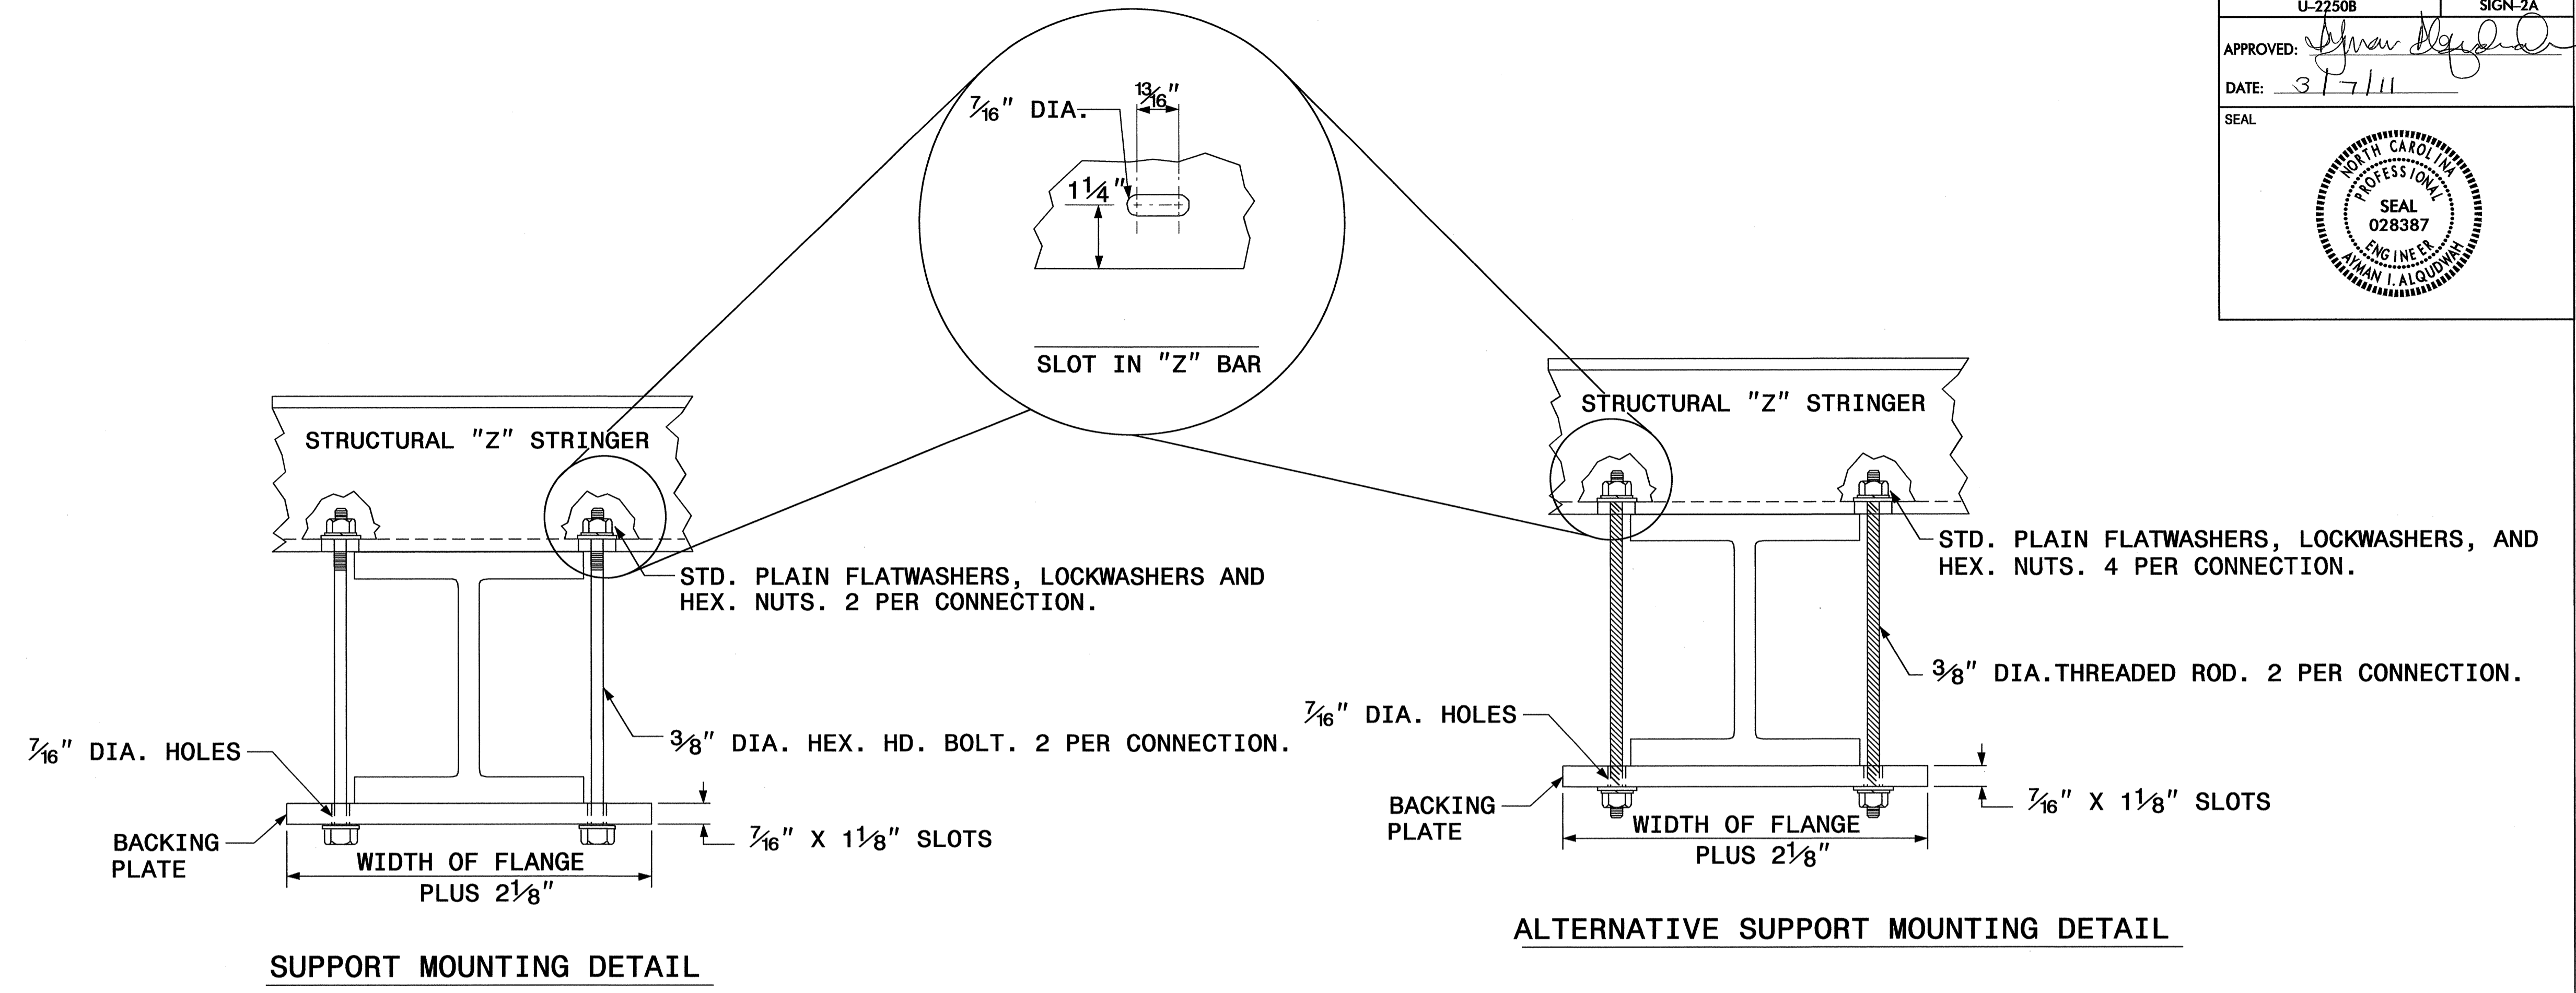 U-2250B SIGN-2A
APPROVED: Ayman Alqudwah
DATE: 3/7/11
SEAL
NORTH CAROLINA
PROFESSIONAL
SEAL
028387
ENGINEER
AYMAN I. ALQUDWAH
7/16" DIA.
13/16"
1 1/4"
SLOT IN "Z" BAR
STRUCTURAL "Z" STRINGER
STD. PLAIN FLATWASHERS, LOCKWASHERS AND
HEX. NUTS. 2 PER CONNECTION.
3/8" DIA. HEX. HD. BOLT. 2 PER CONNECTION.
7/16" DIA. HOLES
BACKING
PLATE
7/16" X 1 1/8" SLOTS
WIDTH OF FLANGE
PLUS 2 1/8"
SUPPORT MOUNTING DETAIL
STRUCTURAL "Z" STRINGER
STD. PLAIN FLATWASHERS, LOCKWASHERS, AND
HEX. NUTS. 4 PER CONNECTION.
3/8" DIA.THREADED ROD. 2 PER CONNECTION.
7/16" DIA. HOLES
BACKING
PLATE
7/16" X 1 1/8" SLOTS
WIDTH OF FLANGE
PLUS 2 1/8"
ALTERNATIVE SUPPORT MOUNTING DETAIL